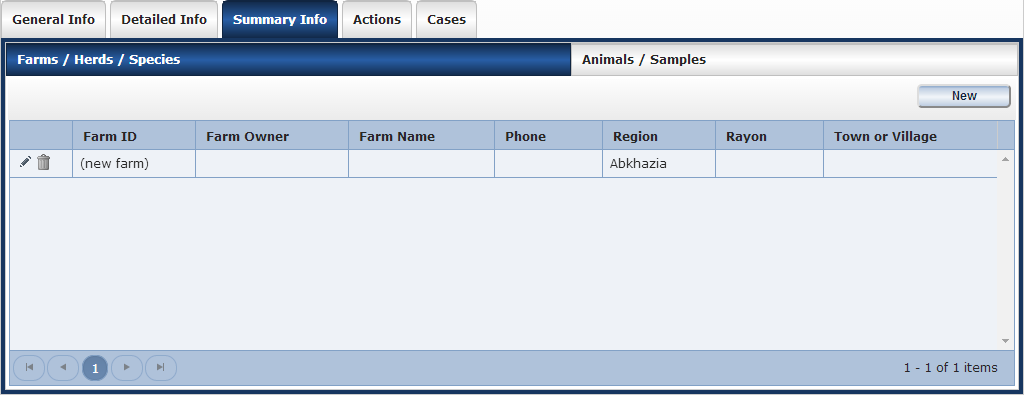 General Info Detailed Info Summary Info Actions Cases
Farms / Herds / Species Animals / Samples
New
Farm ID Farm Owner Farm Name Phone Region Rayon Town or Village
(new farm) Abkhazia
1 1 - 1 of 1 items